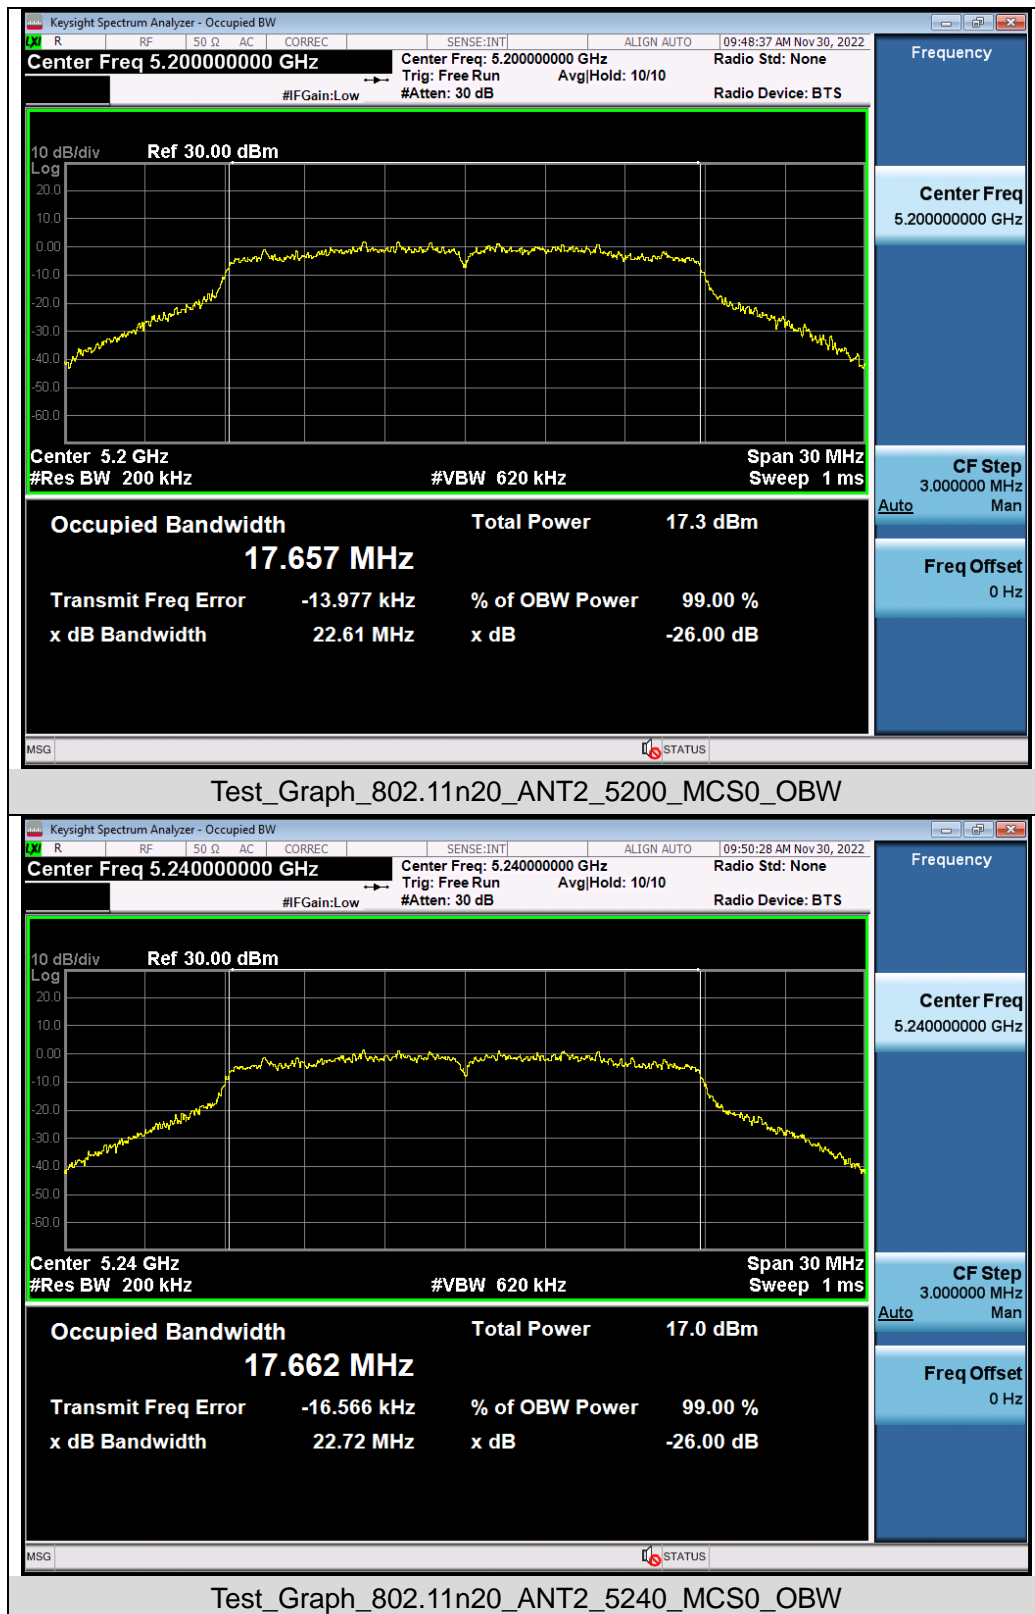 Keysight Spectrum Analyzer - Occupied BW
LXI R RF 50 Ω AC CORREC SENSE:INT ALIGN AUTO 09:48:37 AM Nov 30, 2022
Center Freq 5.200000000 GHz
Center Freq: 5.200000000 GHz Radio Std: None
Trig: Free Run Avg|Hold: 10/10
#IFGain:Low #Atten: 30 dB Radio Device: BTS
10 dB/div Ref 30.00 dBm
Log
20.0
10.0
0.00
-10.0
-20.0
-30.0
-40.0
-50.0
-60.0
Center 5.2 GHz Span 30 MHz
#Res BW 200 kHz #VBW 620 kHz Sweep 1 ms
Occupied Bandwidth Total Power 17.3 dBm
17.657 MHz
Transmit Freq Error -13.977 kHz % of OBW Power 99.00 %
x dB Bandwidth 22.61 MHz x dB -26.00 dB
Frequency
Center Freq
5.200000000 GHz
CF Step
3.000000 MHz
Auto Man
Freq Offset
0 Hz
MSG STATUS
Test_Graph_802.11n20_ANT2_5200_MCS0_OBW
Keysight Spectrum Analyzer - Occupied BW
LXI R RF 50 Ω AC CORREC SENSE:INT ALIGN AUTO 09:50:28 AM Nov 30, 2022
Center Freq 5.240000000 GHz
Center Freq: 5.240000000 GHz Radio Std: None
Trig: Free Run Avg|Hold: 10/10
#IFGain:Low #Atten: 30 dB Radio Device: BTS
10 dB/div Ref 30.00 dBm
Log
20.0
10.0
0.00
-10.0
-20.0
-30.0
-40.0
-50.0
-60.0
Center 5.24 GHz Span 30 MHz
#Res BW 200 kHz #VBW 620 kHz Sweep 1 ms
Occupied Bandwidth Total Power 17.0 dBm
17.662 MHz
Transmit Freq Error -16.566 kHz % of OBW Power 99.00 %
x dB Bandwidth 22.72 MHz x dB -26.00 dB
Frequency
Center Freq
5.240000000 GHz
CF Step
3.000000 MHz
Auto Man
Freq Offset
0 Hz
MSG STATUS
Test_Graph_802.11n20_ANT2_5240_MCS0_OBW